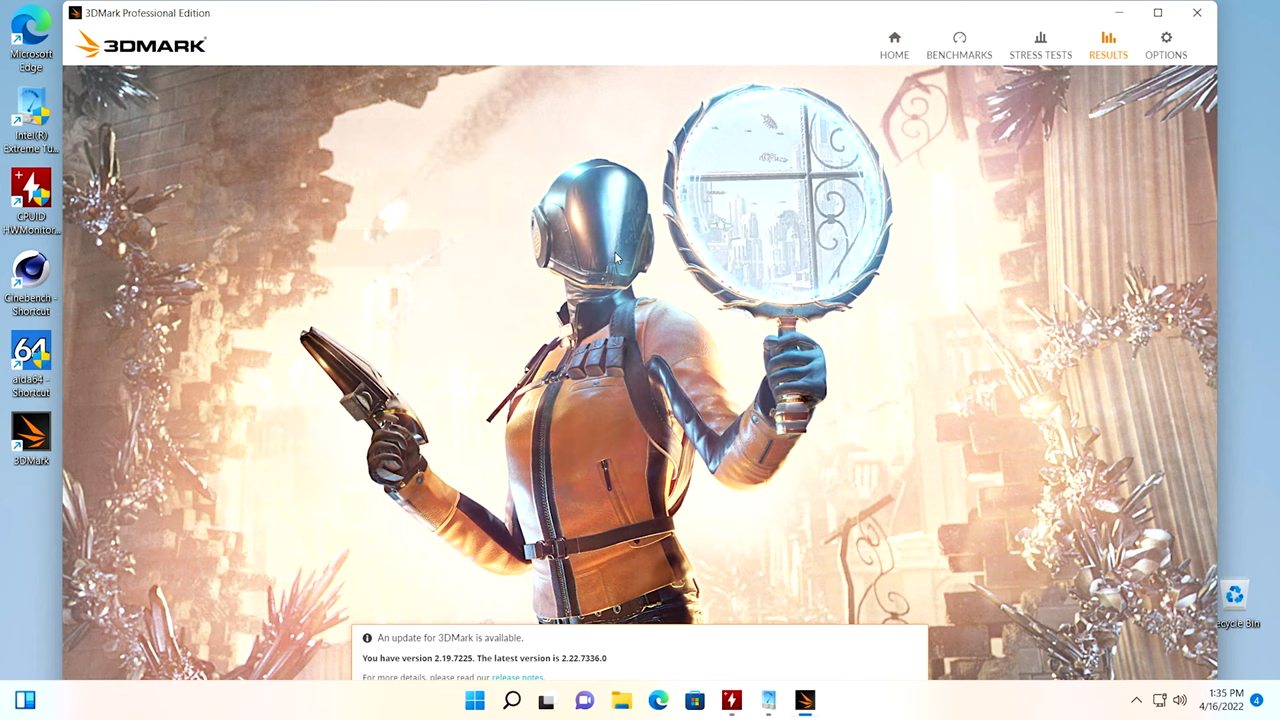 3DMark Professional Edition
3DMARK
HOME
BENCHMARKS
STRESS TESTS
RESULTS
OPTIONS
Microsoft
Edge
Intel(R)
Extreme Tu...
CPUID
HWMonitor...
Cinebench -
Shortcut
64
aida64 -
Shortcut
3DMark
An update for 3DMark is available.
You have version 2.19.7225. The latest version is 2.22.7336.0
For more details, please read our release notes.
ecycle Bin
1:35 PM
4/16/2022
4